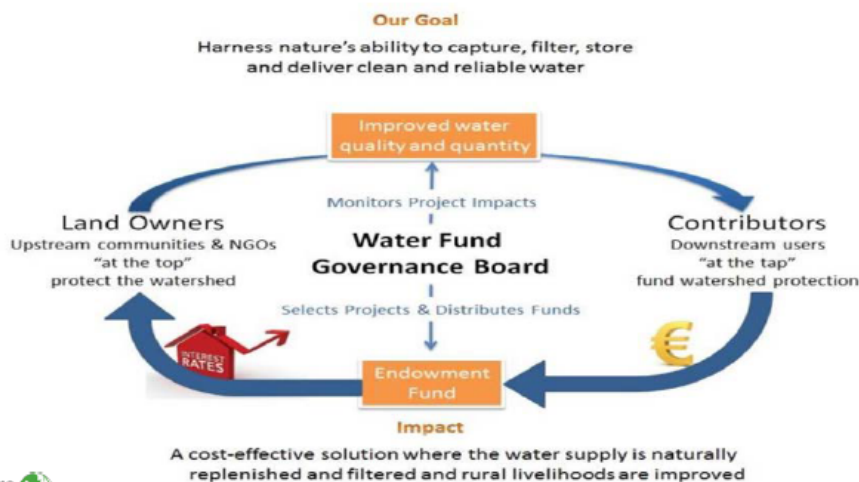 Our Goal
Harness nature's ability to capture, filter, store
and deliver clean and reliable water
Improved water
quality and quantity
Monitors Project Impacts
Land Owners
Upstream communities & NGOs
"at the top"
protect the watershed
Water Fund
Governance Board
Contributors
Downstream users
"at the tap"
fund watershed protection
Selects Projects & Distributes Funds
INTEREST
RATES
€
Endowment
Fund
Impact
A cost-effective solution where the water supply is naturally
replenished and filtered and rural livelihoods are improved